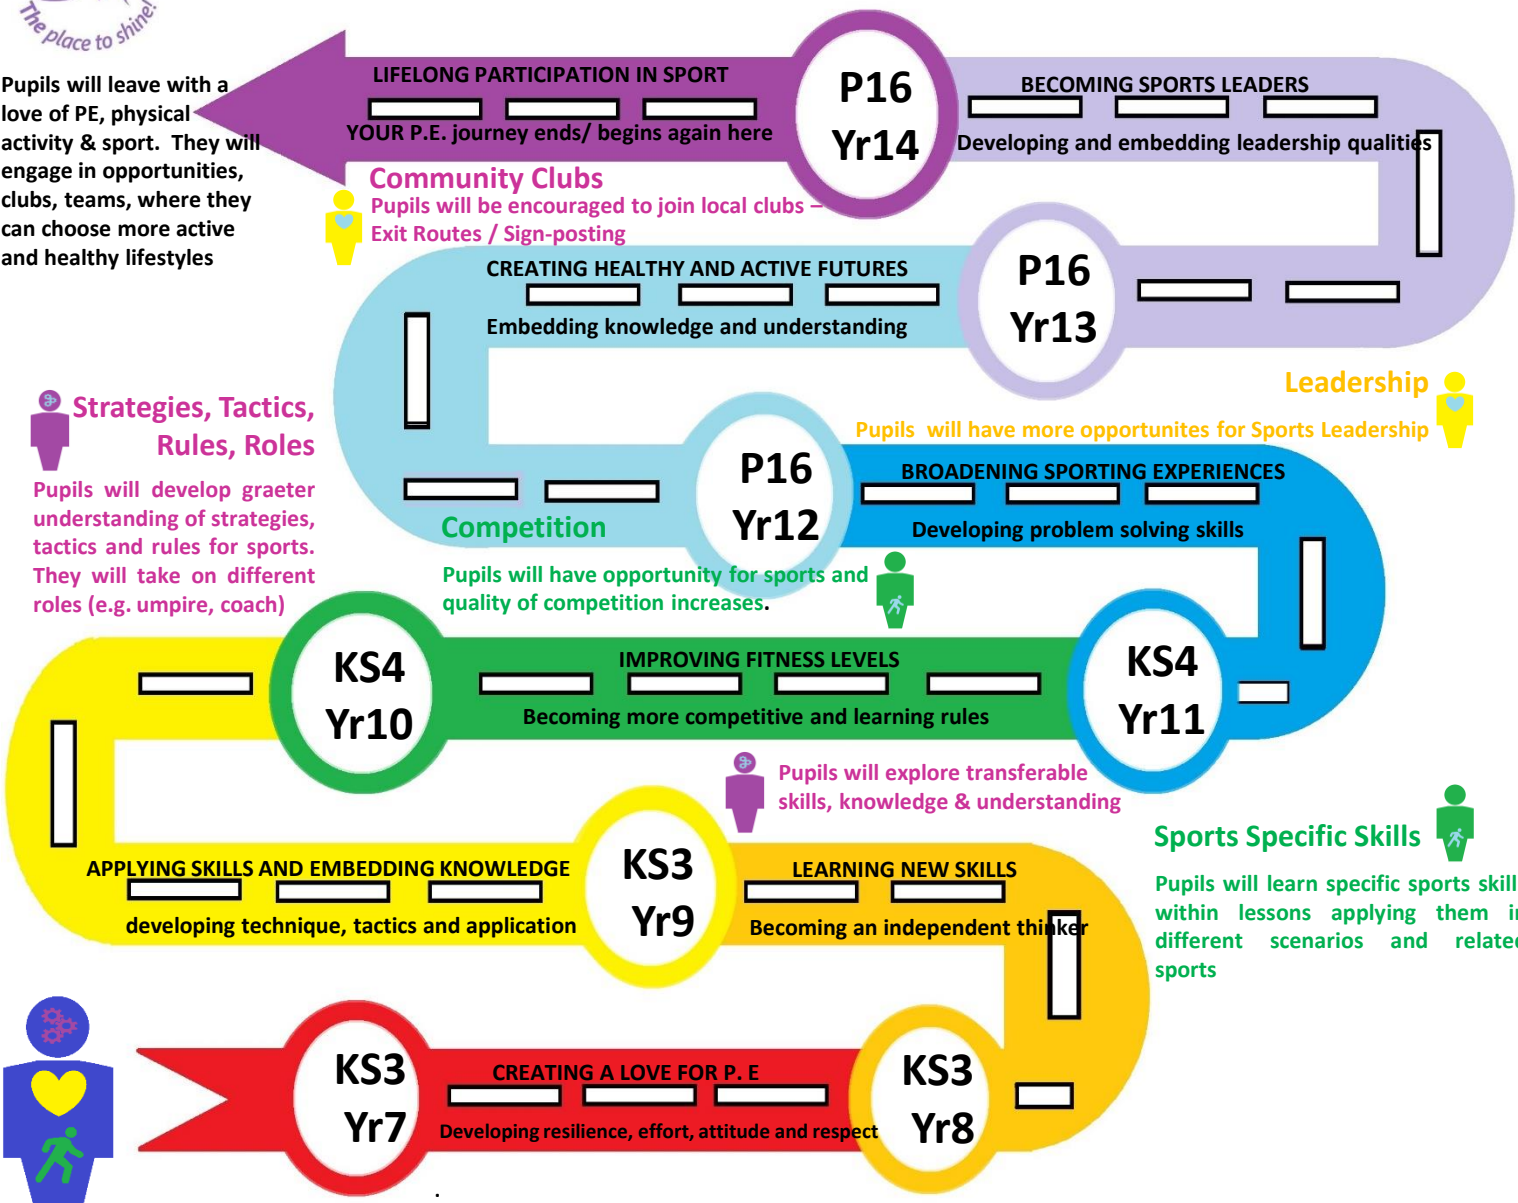 The place to shine!
Pupils will leave with a
love of PE, physical
activity & sport.  They will
engage in opportunities,
clubs, teams, where they
can choose more active
and healthy lifestyles
LIFELONG PARTICIPATION IN SPORT
YOUR P.E. journey ends/ begins again here
P16
Yr14
BECOMING SPORTS LEADERS
Developing and embedding leadership qualities
Community Clubs
Pupils will be encouraged to join local clubs –
Exit Routes / Sign-posting
CREATING HEALTHY AND ACTIVE FUTURES
Embedding knowledge and understanding
P16
Yr13
Leadership
Pupils  will have more opportunites for Sports Leadership
Strategies, Tactics,
Rules, Roles
Pupils will develop graeter
understanding of strategies,
tactics and rules for sports.
They will take on different
roles (e.g. umpire, coach)
P16
Yr12
BROADENING SPORTING EXPERIENCES
Developing problem solving skills
Competition
Pupils will have opportunity for sports and
quality of competition increases.
KS4
Yr10
IMPROVING FITNESS LEVELS
Becoming more competitive and learning rules
KS4
Yr11
Pupils will explore transferable
skills, knowledge & understanding
Sports Specific Skills
Pupils will learn specific sports skill
within lessons applying them in
different scenarios and related
sports
APPLYING SKILLS AND EMBEDDING KNOWLEDGE
developing technique, tactics and application
KS3
Yr9
LEARNING NEW SKILLS
Becoming an independent thinker
KS3
Yr7
CREATING A LOVE FOR P. E
Developing resilience, effort, attitude and respect
KS3
Yr8
.